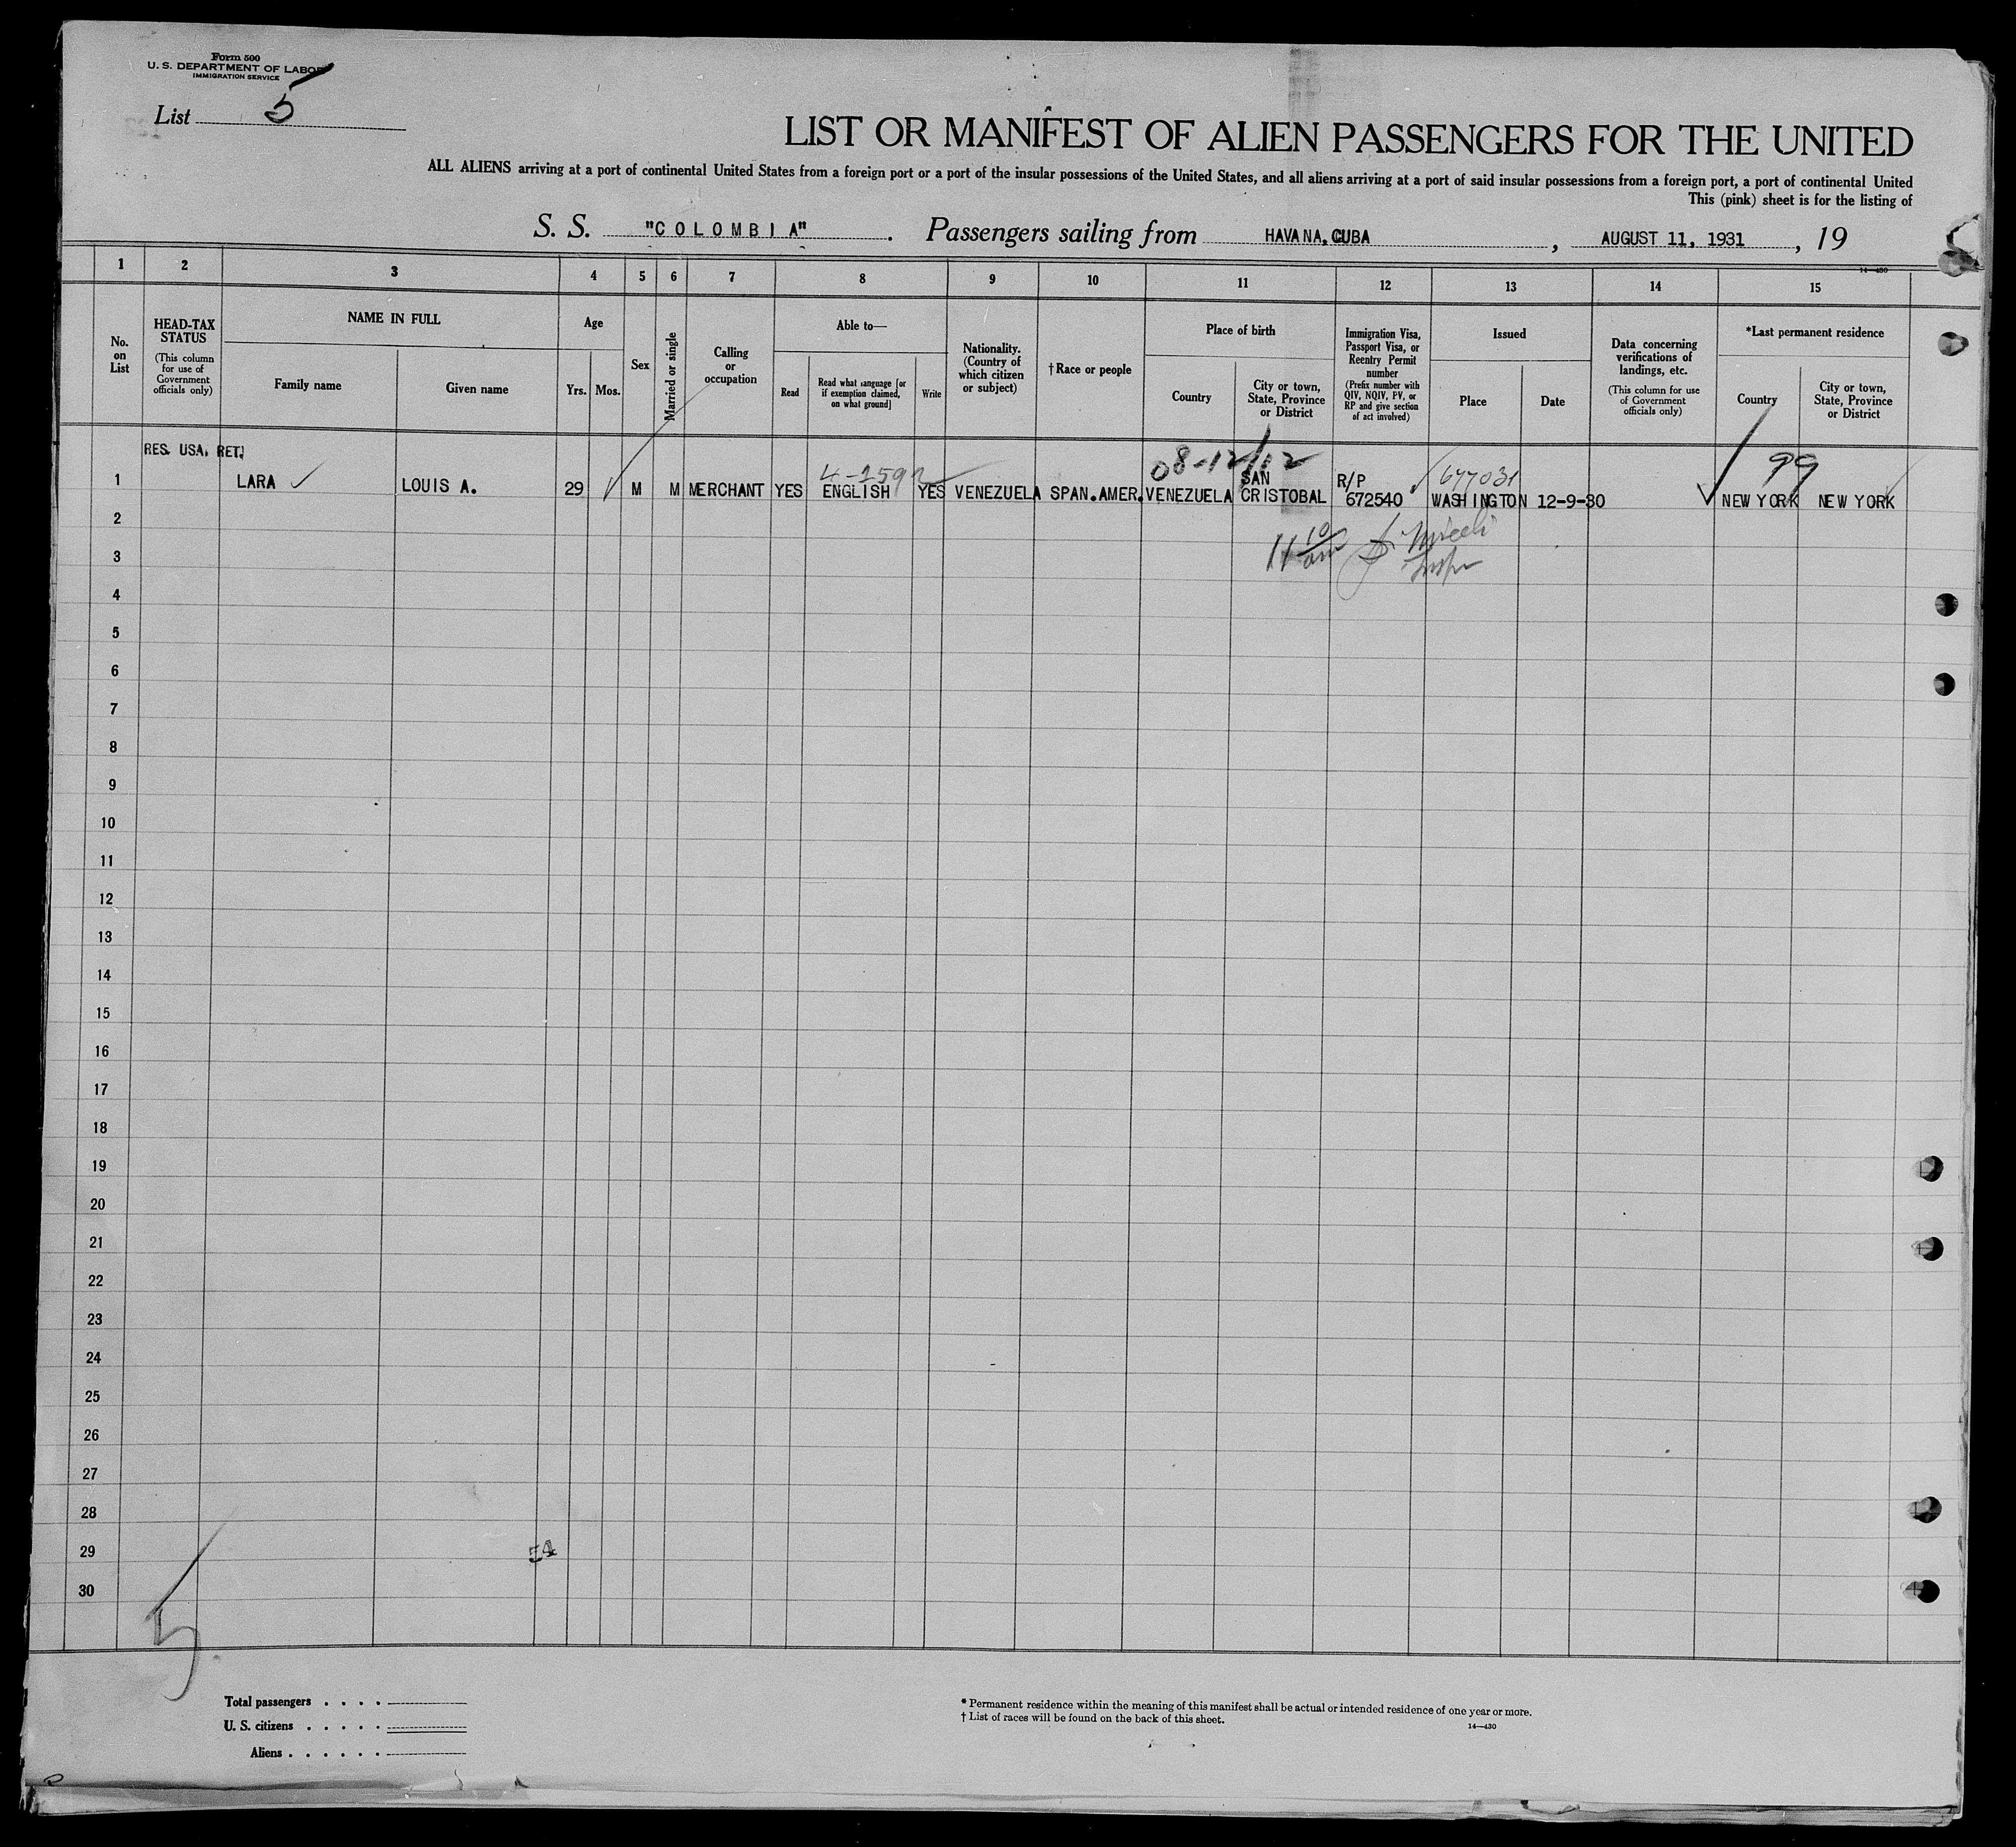 Form 500
U. S. DEPARTMENT OF LABOR
IMMIGRATION SERVICE
List 5
LIST OR MANIFEST OF ALIEN PASSENGERS FOR THE UNITED
ALL ALIENS arriving at a port of continental United States from a foreign port or a port of the insular possessions of the United States, and all aliens arriving at a port of said insular possessions from a foreign port, a port of continental United
This (pink) sheet is for the listing of
S. S. "COLOMBIA". Passengers sailing from HAVANA, CUBA, AUGUST 11, 1931, 19
14—430
1 2 3 4 5 6 7 8 9 10 11 12 13 14 15
No. on List
HEAD-TAX STATUS
(This column for use of Government officials only)
NAME IN FULL
Family name
Given name
Age
Yrs.
Mos.
Sex
Married or single
Calling or occupation
Able to—
Read
Read what language [or if exemption claimed, on what ground]
Write
Nationality. (Country of which citizen or subject)
†Race or people
Place of birth
Country
City or town, State, Province or District
Immigration Visa, Passport Visa, or Reentry Permit number
(Prefix number with QIV, NQIV, PV, or RP and give section of act involved)
Issued
Place
Date
Data concerning verifications of landings, etc.
(This column for use of Government officials only)
*Last permanent residence
Country
City or town, State, Province or District
RES. USA. RET.
08-12/12
4-1592
677031
99
1 LARA LOUIS A. 29 M M MERCHANT YES ENGLISH YES VENEZUELA SPAN.AMER. VENEZUELA SAN CRISTOBAL R/P 672540 WASHINGTON 12-9-30 NEW YORK NEW YORK
2
3
4
5
6
7
8
9
10
11
12
13
14
15
16
17
18
19
20
21
22
23
24
25
26
27
28
29
30
5
Total passengers . . . .
U. S. citizens . . . . .
Aliens . . . . . .
* Permanent residence within the meaning of this manifest shall be actual or intended residence of one year or more.
† List of races will be found on the back of this sheet.
14—430